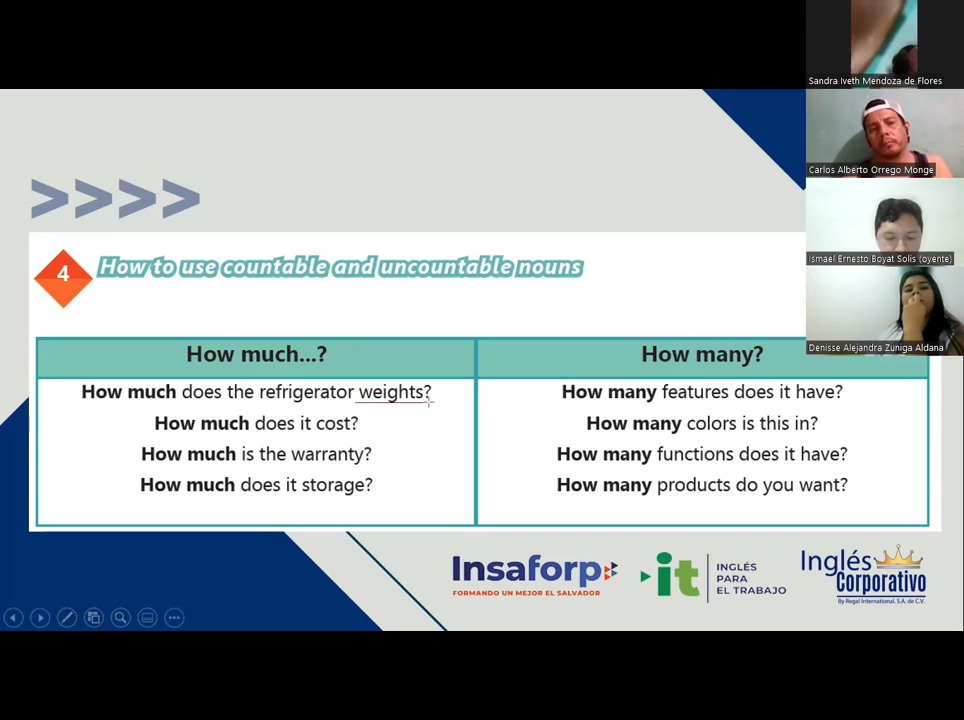 Sandra Iveth Mendoza de Flores
Carlos Alberto Orrego Monge
Ismael Ernesto Boyat Solis (oyente)
Denisse Alejandra Zuniga Aldana
>>>>
4
How to use countable and uncountable nouns
How much...?
How much does the refrigerator weights?
How much does it cost?
How much is the warranty?
How much does it storage?
How many?
How many features does it have?
How many colors is this in?
How many functions does it have?
How many products do you want?
Insaforp
FORMANDO UN MEJOR EL SALVADOR
it
INGLÉS
PARA
EL TRABAJO
Inglés
Corporativo
By Regal International, S.A. de C.V.